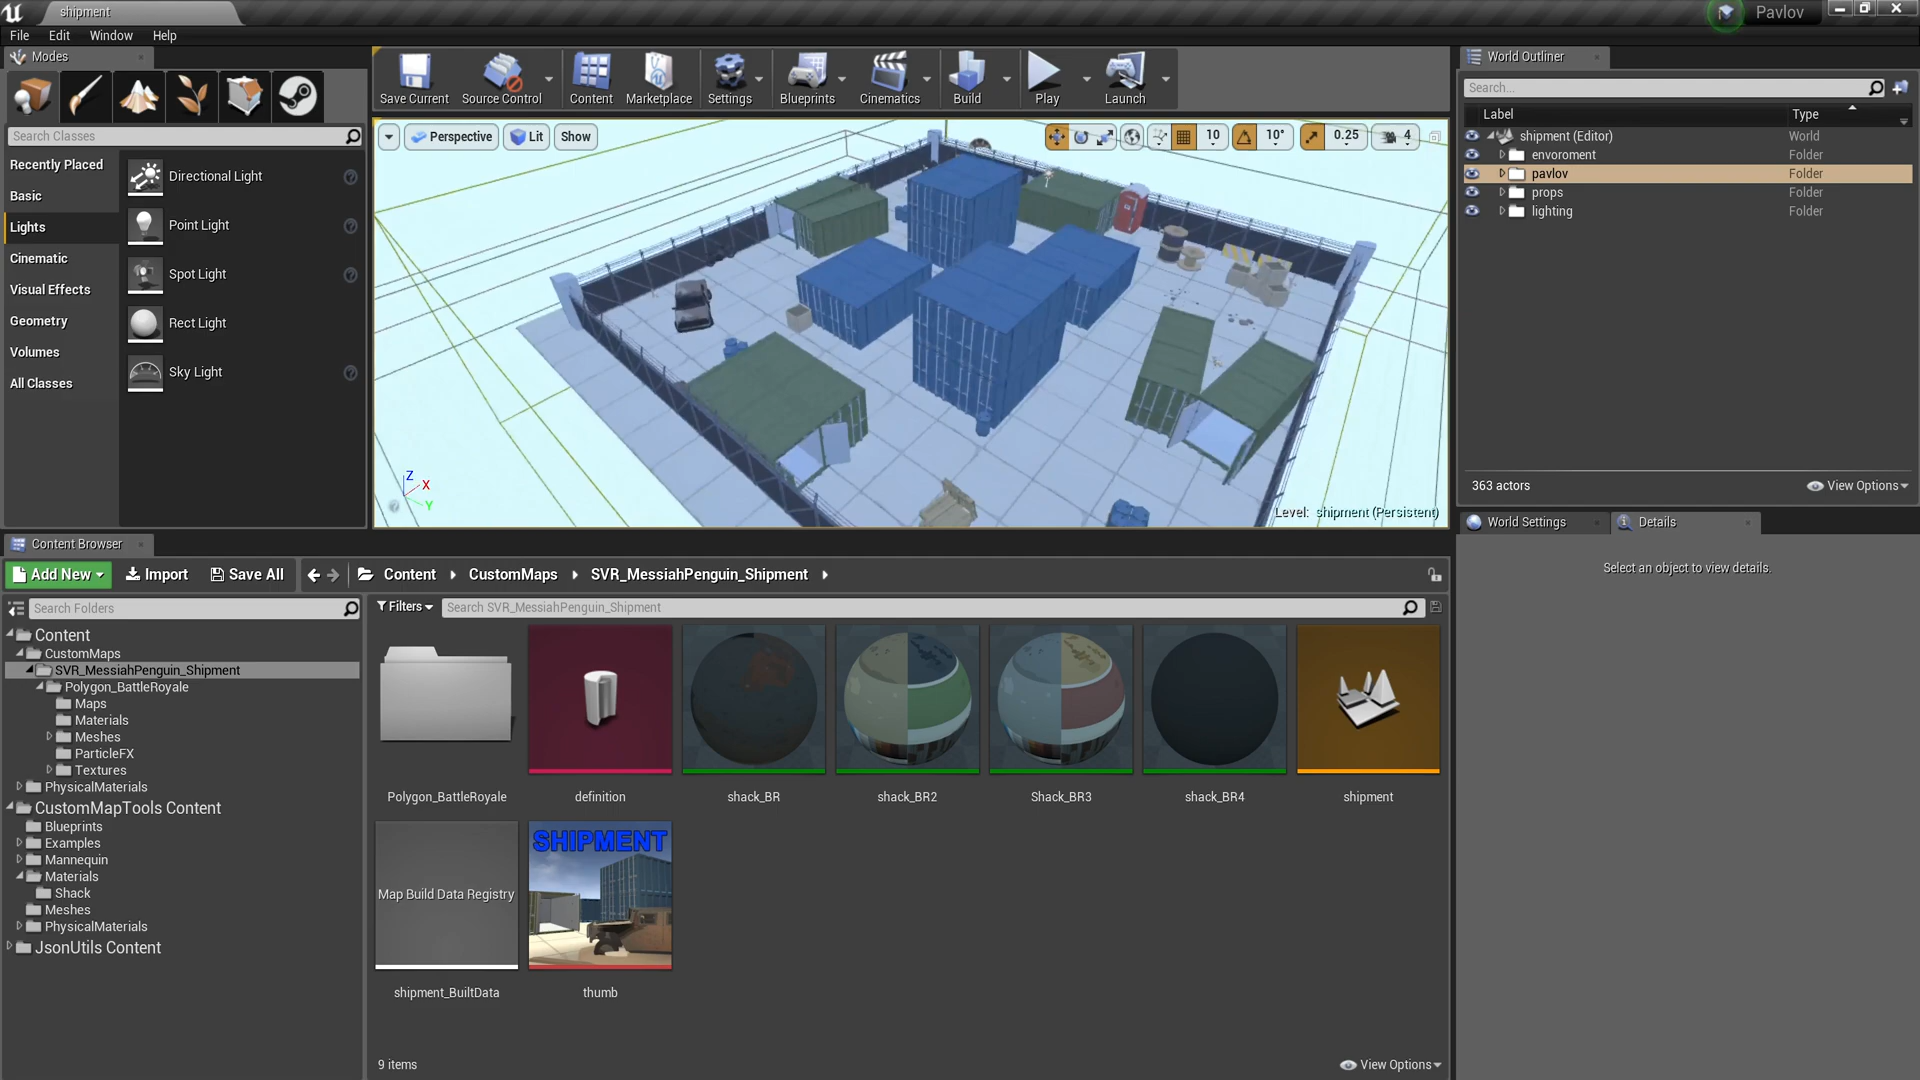 shipment
Pavlov
File Edit Window Help
Modes
Search Classes
Recently Placed
Basic
Lights
Cinematic
Visual Effects
Geometry
Volumes
All Classes
Directional Light
Point Light
Spot Light
Rect Light
Sky Light
Save Current Source Control Content Marketplace Settings Blueprints Cinematics Build Play Launch
Perspective Lit Show
10 10° 0.25 4
Z
X
Y
Level: shipment (Persistent)
World Outliner
Search...
Label Type
shipment (Editor) World
envoroment Folder
pavlov Folder
props Folder
lighting Folder
363 actors View Options
World Settings Details
Select an object to view details.
Content Browser
Add New Import Save All Content CustomMaps SVR_MessiahPenguin_Shipment
Search Folders
Content
CustomMaps
SVR_MessiahPenguin_Shipment
Polygon_BattleRoyale
Maps
Materials
Meshes
ParticleFX
Textures
PhysicalMaterials
CustomMapTools Content
Blueprints
Examples
Mannequin
Materials
Shack
Meshes
PhysicalMaterials
JsonUtils Content
Filters Search SVR_MessiahPenguin_Shipment
Polygon_BattleRoyale definition shack_BR shack_BR2 Shack_BR3 shack_BR4 shipment
Map Build Data Registry
SHIPMENT
shipment_BuiltData thumb
9 items View Options